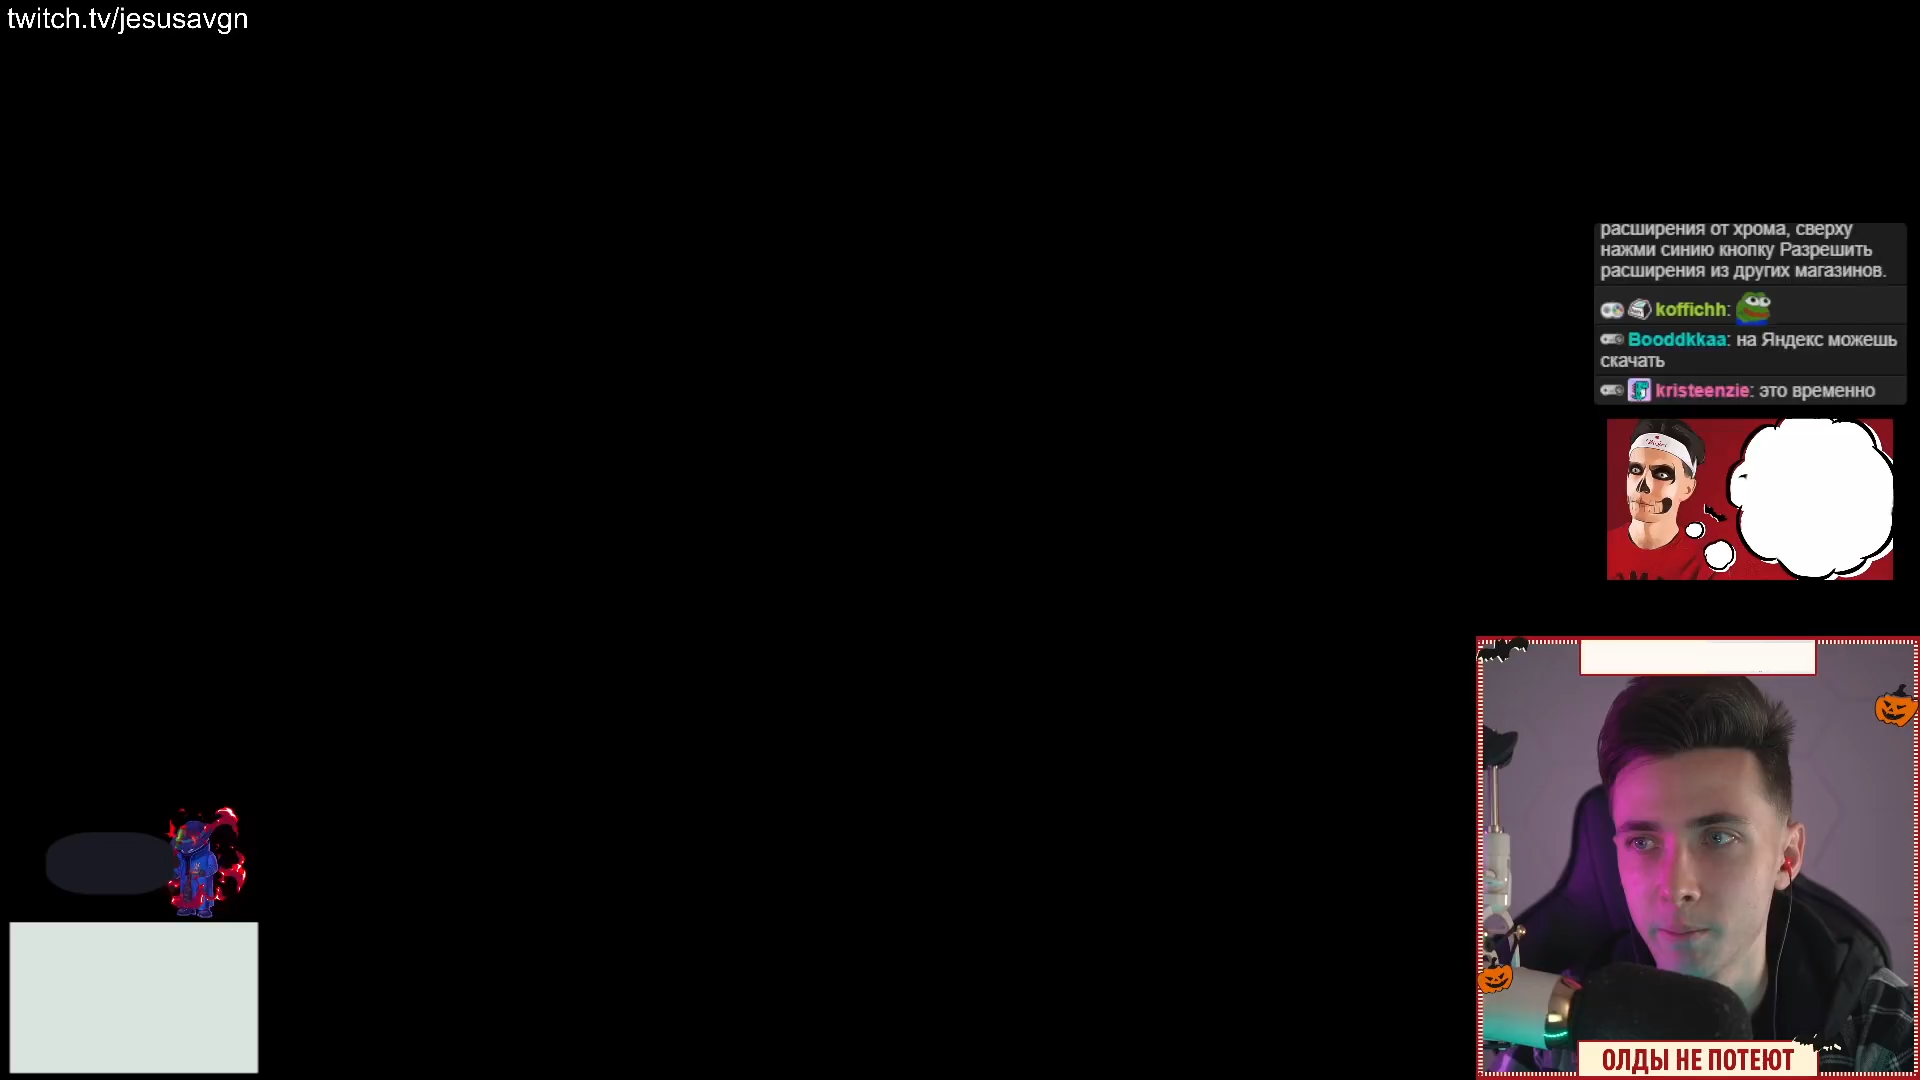 twitch.tv/jesusavgn
расширения от хрома, сверху
нажми синию кнопку Разрешить
расширения из других магазинов.
koffichh:
Booddkkaa: на Яндекс можешь
скачать
kristeenzie: это временно
ОЛДЫ НЕ ПОТЕЮТ